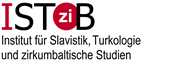 ISTziB
Institut für Slavistik, Turkologie
und zirkumbaltische Studien